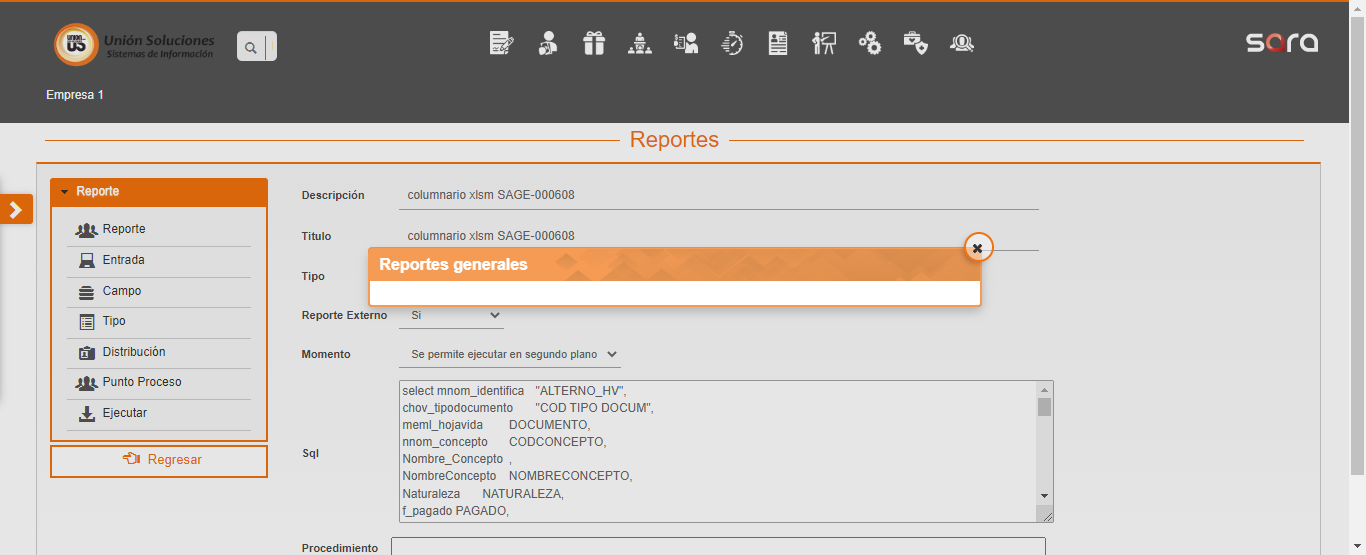 UNION
US
Unión Soluciones
Sistemas de Información
sara
Empresa 1
Reportes
Reporte
Reporte
Entrada
Campo
Tipo
Distribución
Punto Proceso
Ejecutar
Regresar
Descripción columnario xlsm SAGE-000608
Titulo columnario xlsm SAGE-000608
Reportes generales
Tipo
Reporte Externo Si
Momento Se permite ejecutar en segundo plano
Sql
select mnom_identifica "ALTERNO_HV",
chov_tipodocumento "COD TIPO DOCUM",
meml_hojavida DOCUMENTO,
nnom_concepto CODCONCEPTO,
Nombre_Concepto ,
NombreConcepto NOMBRECONCEPTO,
Naturaleza NATURALEZA,
f_pagado PAGADO,
Procedimiento